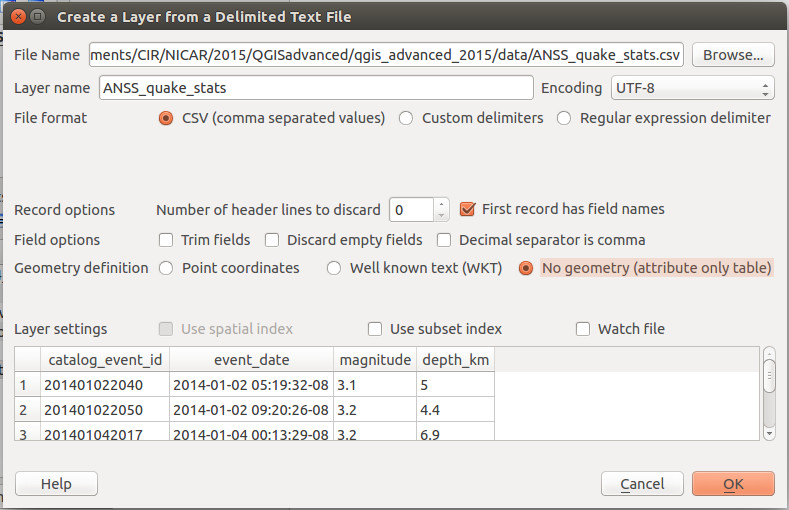 Create a Layer from a Delimited Text File
File Name ments/CIR/NICAR/2015/QGISadvanced/qgis_advanced_2015/data/ANSS_quake_stats.csv Browse...
Layer name ANSS_quake_stats Encoding UTF-8
File format CSV (comma separated values) Custom delimiters Regular expression delimiter
Record options Number of header lines to discard 0 First record has field names
Field options Trim fields Discard empty fields Decimal separator is comma
Geometry definition Point coordinates Well known text (WKT) No geometry (attribute only table)
Layer settings Use spatial index Use subset index Watch file
catalog_event_id event_date magnitude depth_km
1 201401022040 2014-01-02 05:19:32-08 3.1 5
2 201401022050 2014-01-02 09:20:26-08 3.2 4.4
3 201401042017 2014-01-04 00:13:29-08 3.2 6.9
Help Cancel OK